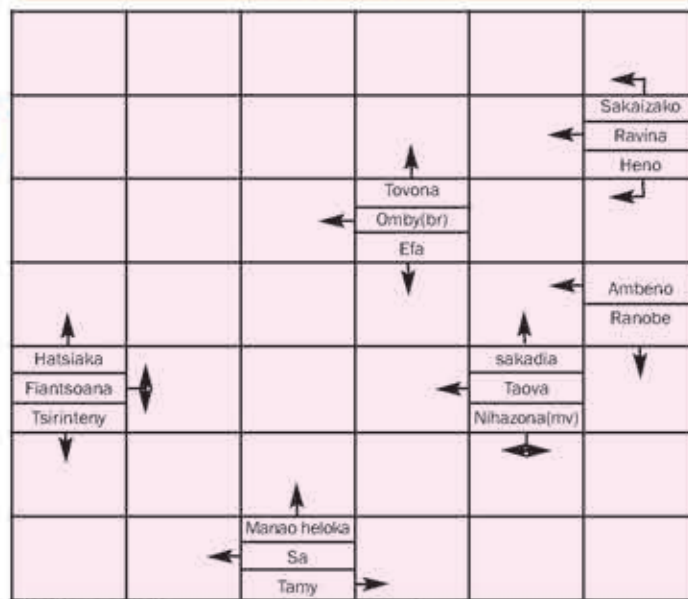 Sakaizako
Ravina
Heno
Tovona
Omby(br)
Efa
Ambeno
Ranobe
Hatsiaka
Fiantsoana
Tsirinteny
sakadia
Taova
Nihazona(mv)
Manao heloka
Sa
Tamy